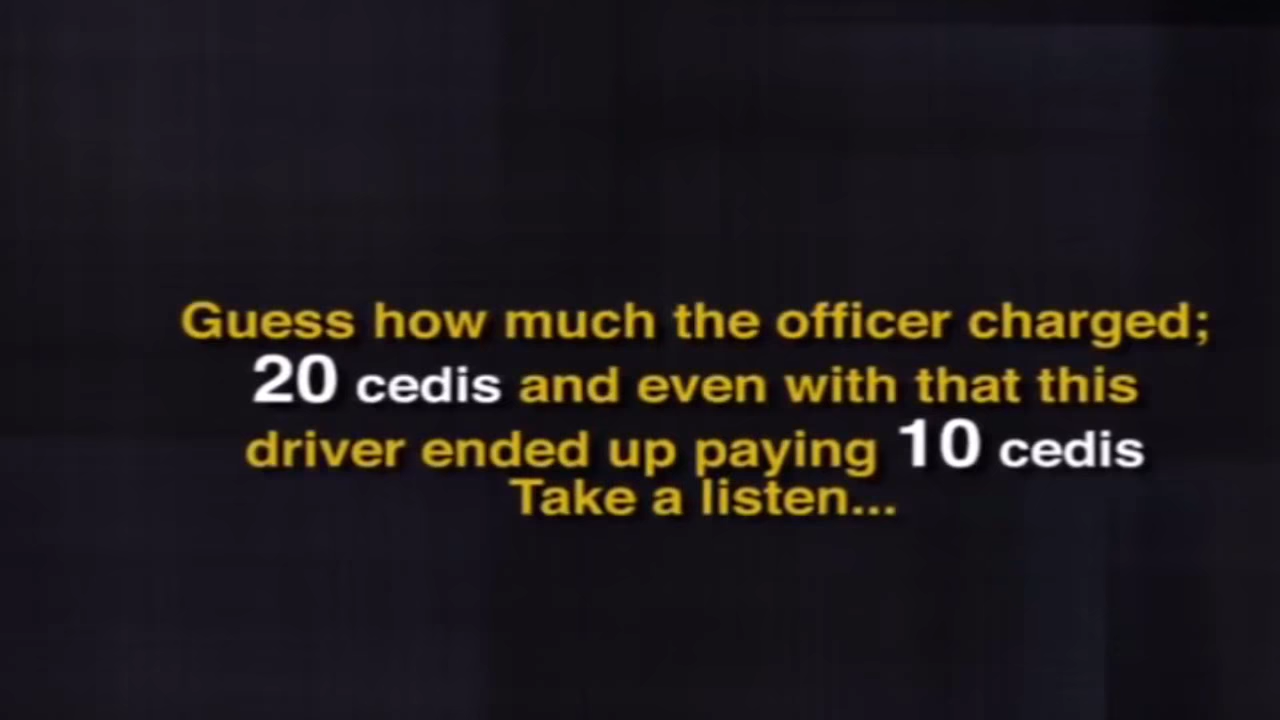 Guess how much the officer charged;
20 cedis and even with that this
driver ended up paying 10 cedis
Take a listen...